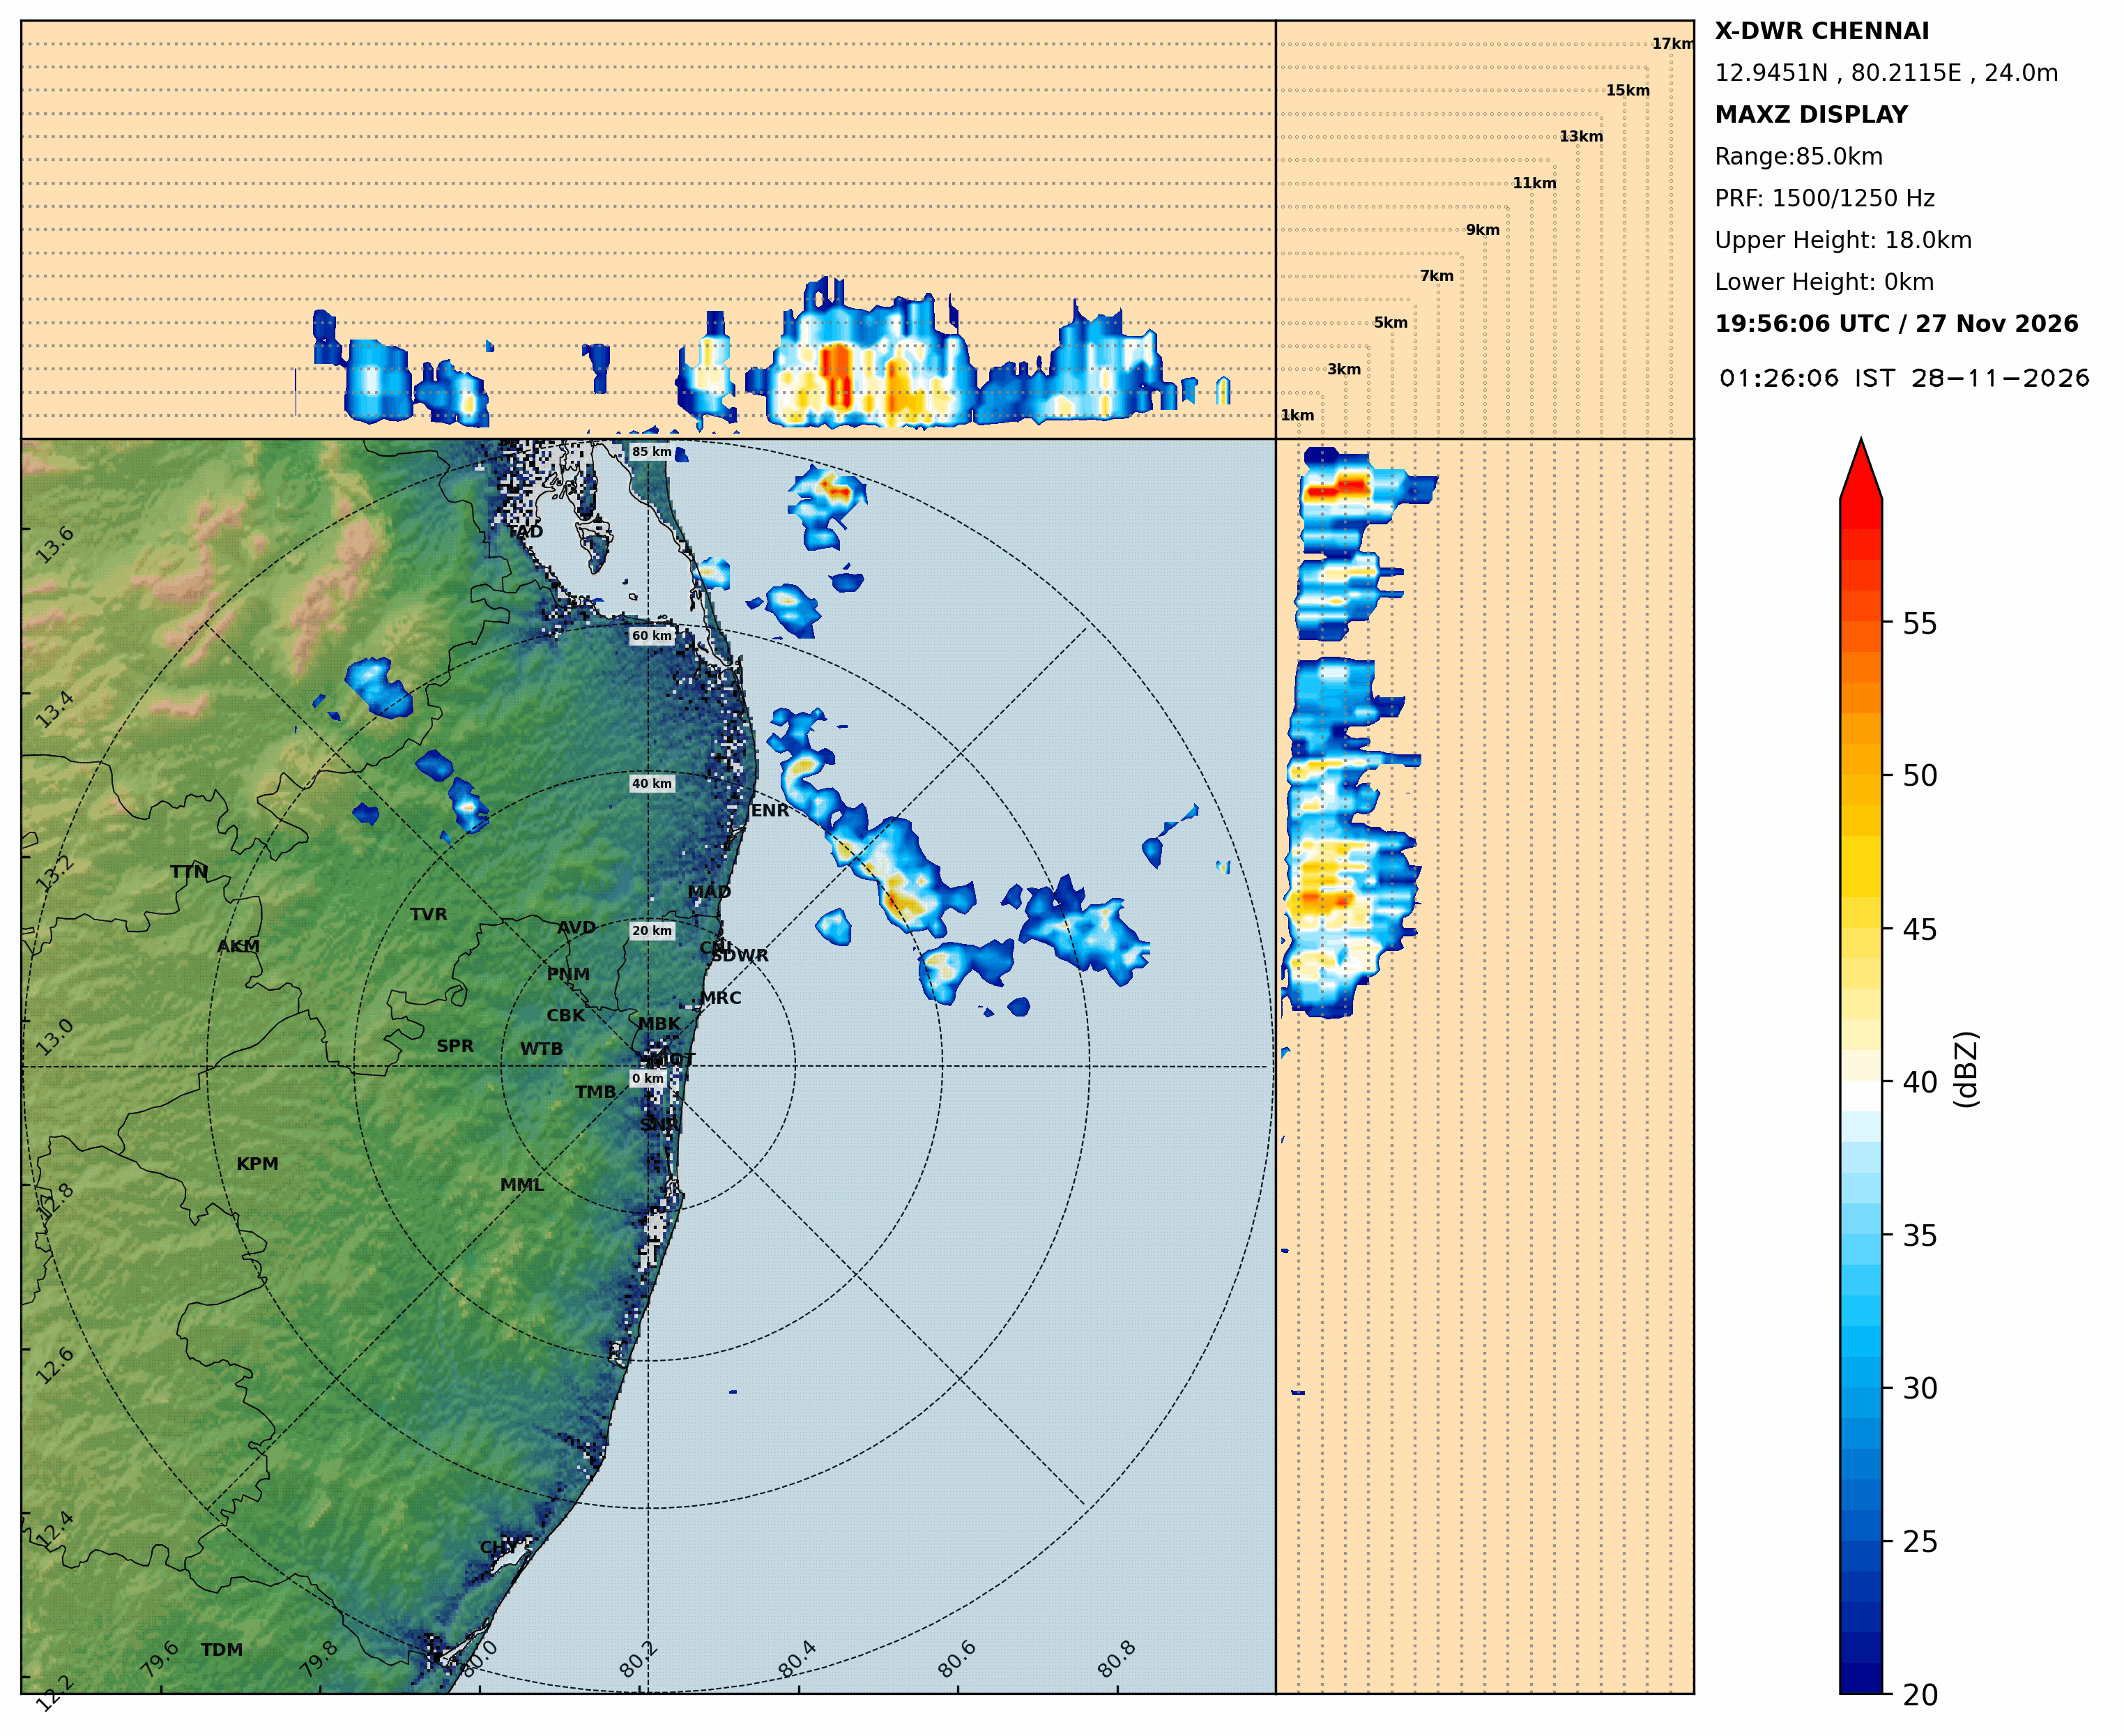 X-DWR CHENNAI
12.9451N , 80.2115E , 24.0m
MAXZ DISPLAY
Range:85.0km
PRF: 1500/1250 Hz
Upper Height: 18.0km
Lower Height: 0km
19:56:06 UTC / 27 Nov 2026
01:26:06 IST 28-11-2026
17km
15km
13km
11km
9km
7km
5km
3km
1km
85 km
TAD
13.6
60 km
13.4
40 km
ENR
13.2
TTN
MAD
TVR
AVD
20 km
AKM
CNL
SDWR
PNM
MRC
CBK
MBK
13.0
SPR
WTB
0 km
TMB
SNR
KPM
MML
12.8
12.6
12.4
CHY
TDM
12.2
79.6
79.8
80.0
80.2
80.4
80.6
80.8
55
50
45
40
35
30
25
20
(dBZ)